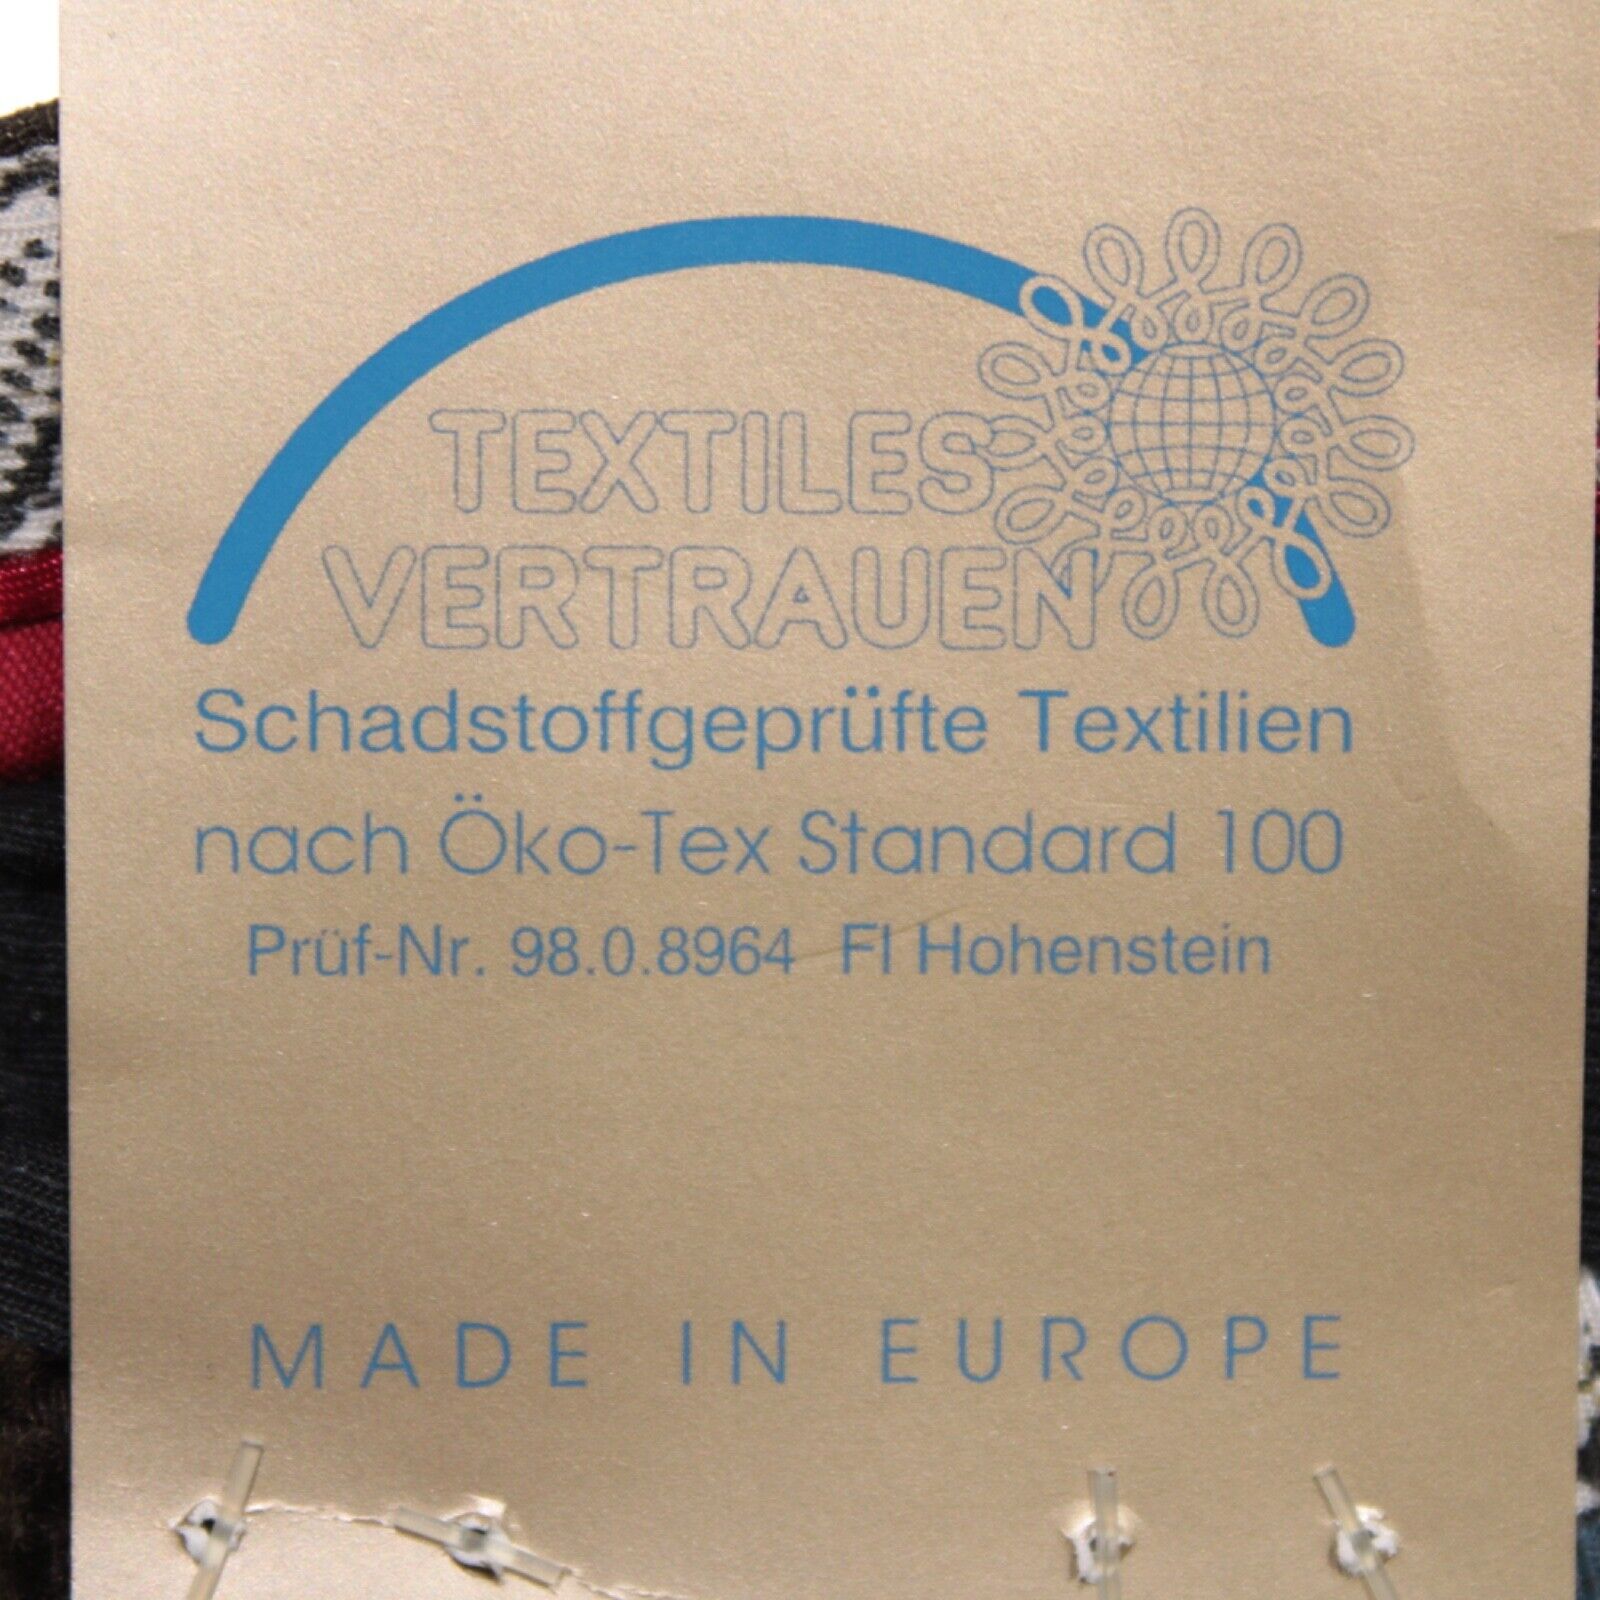 TEXTILES
VERTRAUEN
Schadstoffgeprüfte Textilien
nach Öko-Tex Standard 100
Prüf-Nr. 98.0.8964 FI Hohenstein
MADE IN EUROPE